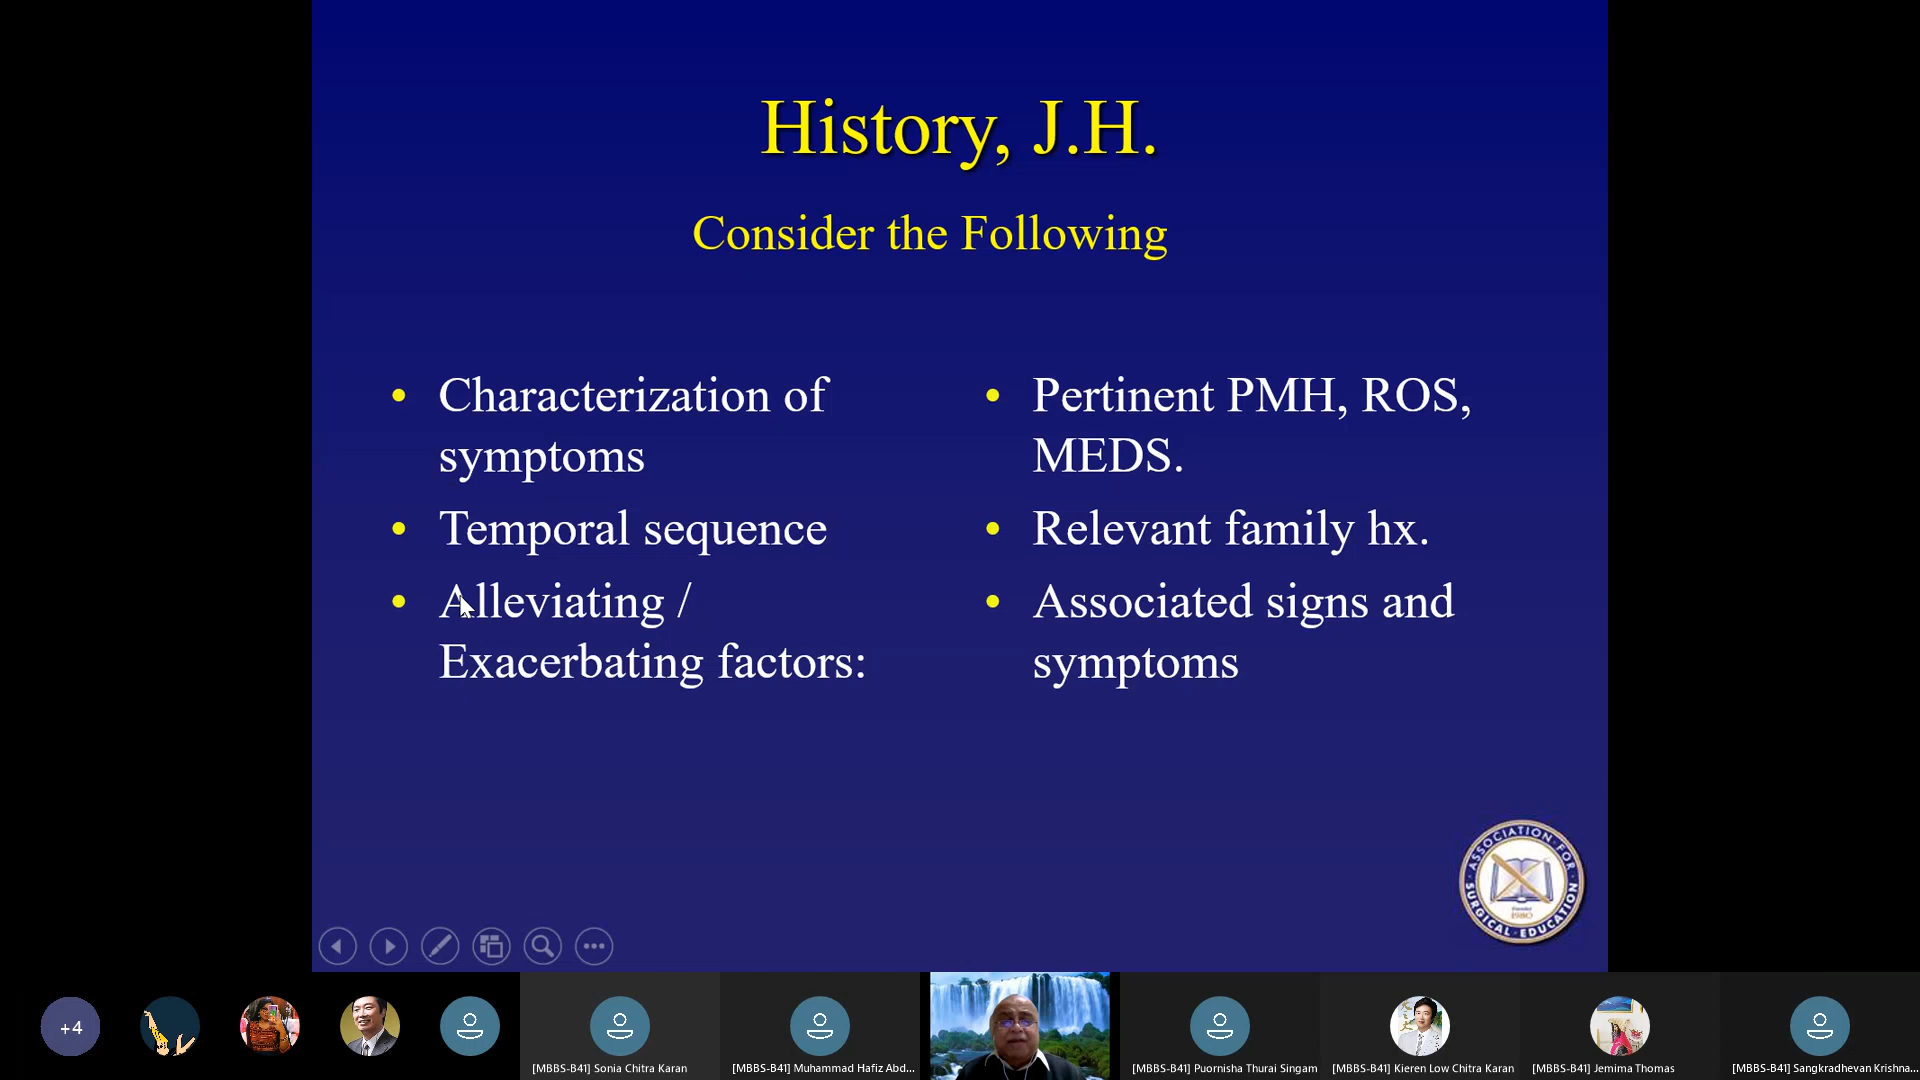 History, J.H.
Consider the Following
Characterization of
symptoms
Temporal sequence
Alleviating /
Exacerbating factors:
Pertinent PMH, ROS,
MEDS.
Relevant family hx.
Associated signs and
symptoms
ASSOCIATION FOR
SURGICAL EDUCATION
Founded
1980
+4
[MBBS-B41] Sonia Chitra Karan
[MBBS-B41] Muhammad Hafiz Abd...
[MBBS-B41] Puornisha Thurai Singam
[MBBS-B41] Kieren Low Chitra Karan
[MBBS-B41] Jemima Thomas
[MBBS-B41] Sangkradhevan Krishna...